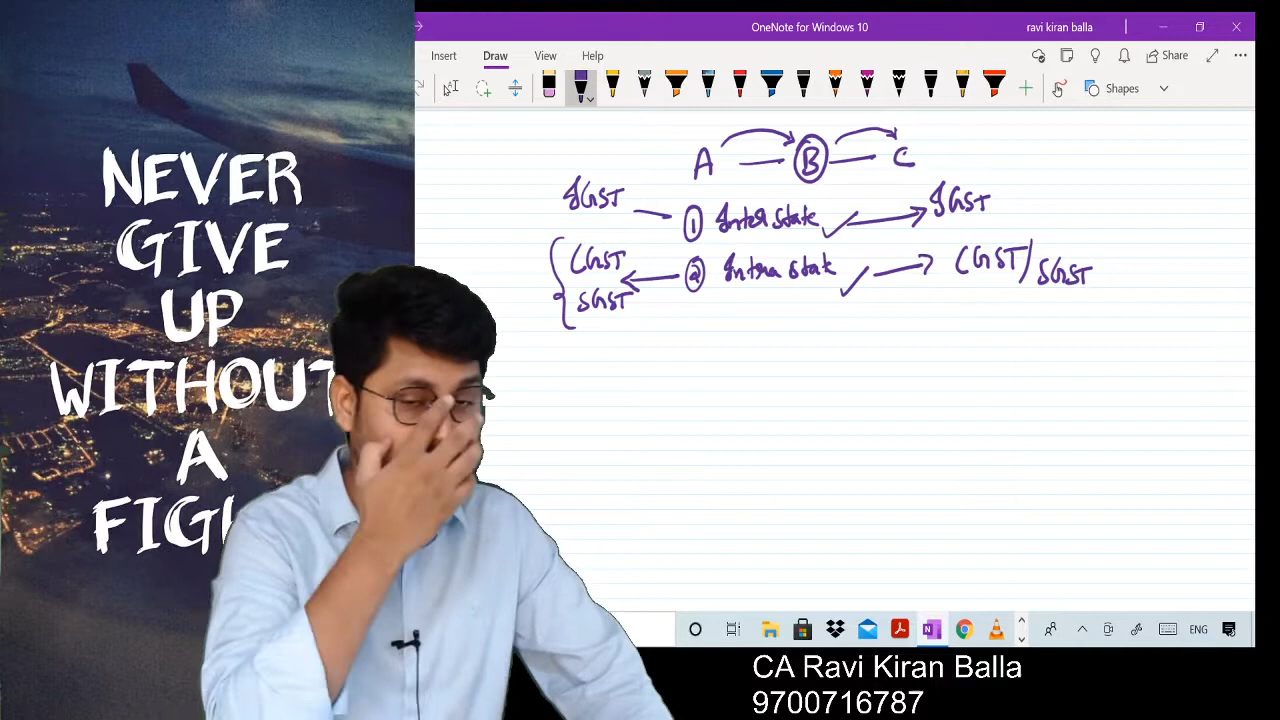 NEVER
GIVE
UP
WITHOUT
A
FIGH
OneNote for Windows 10
ravi kiran balla
Insert Draw View Help
Share
Shapes
A — B — C
IGST
① Inter state
IGST
CGST
SGST
② Intra state
CGST/SGST
ENG
CA Ravi Kiran Balla
9700716787